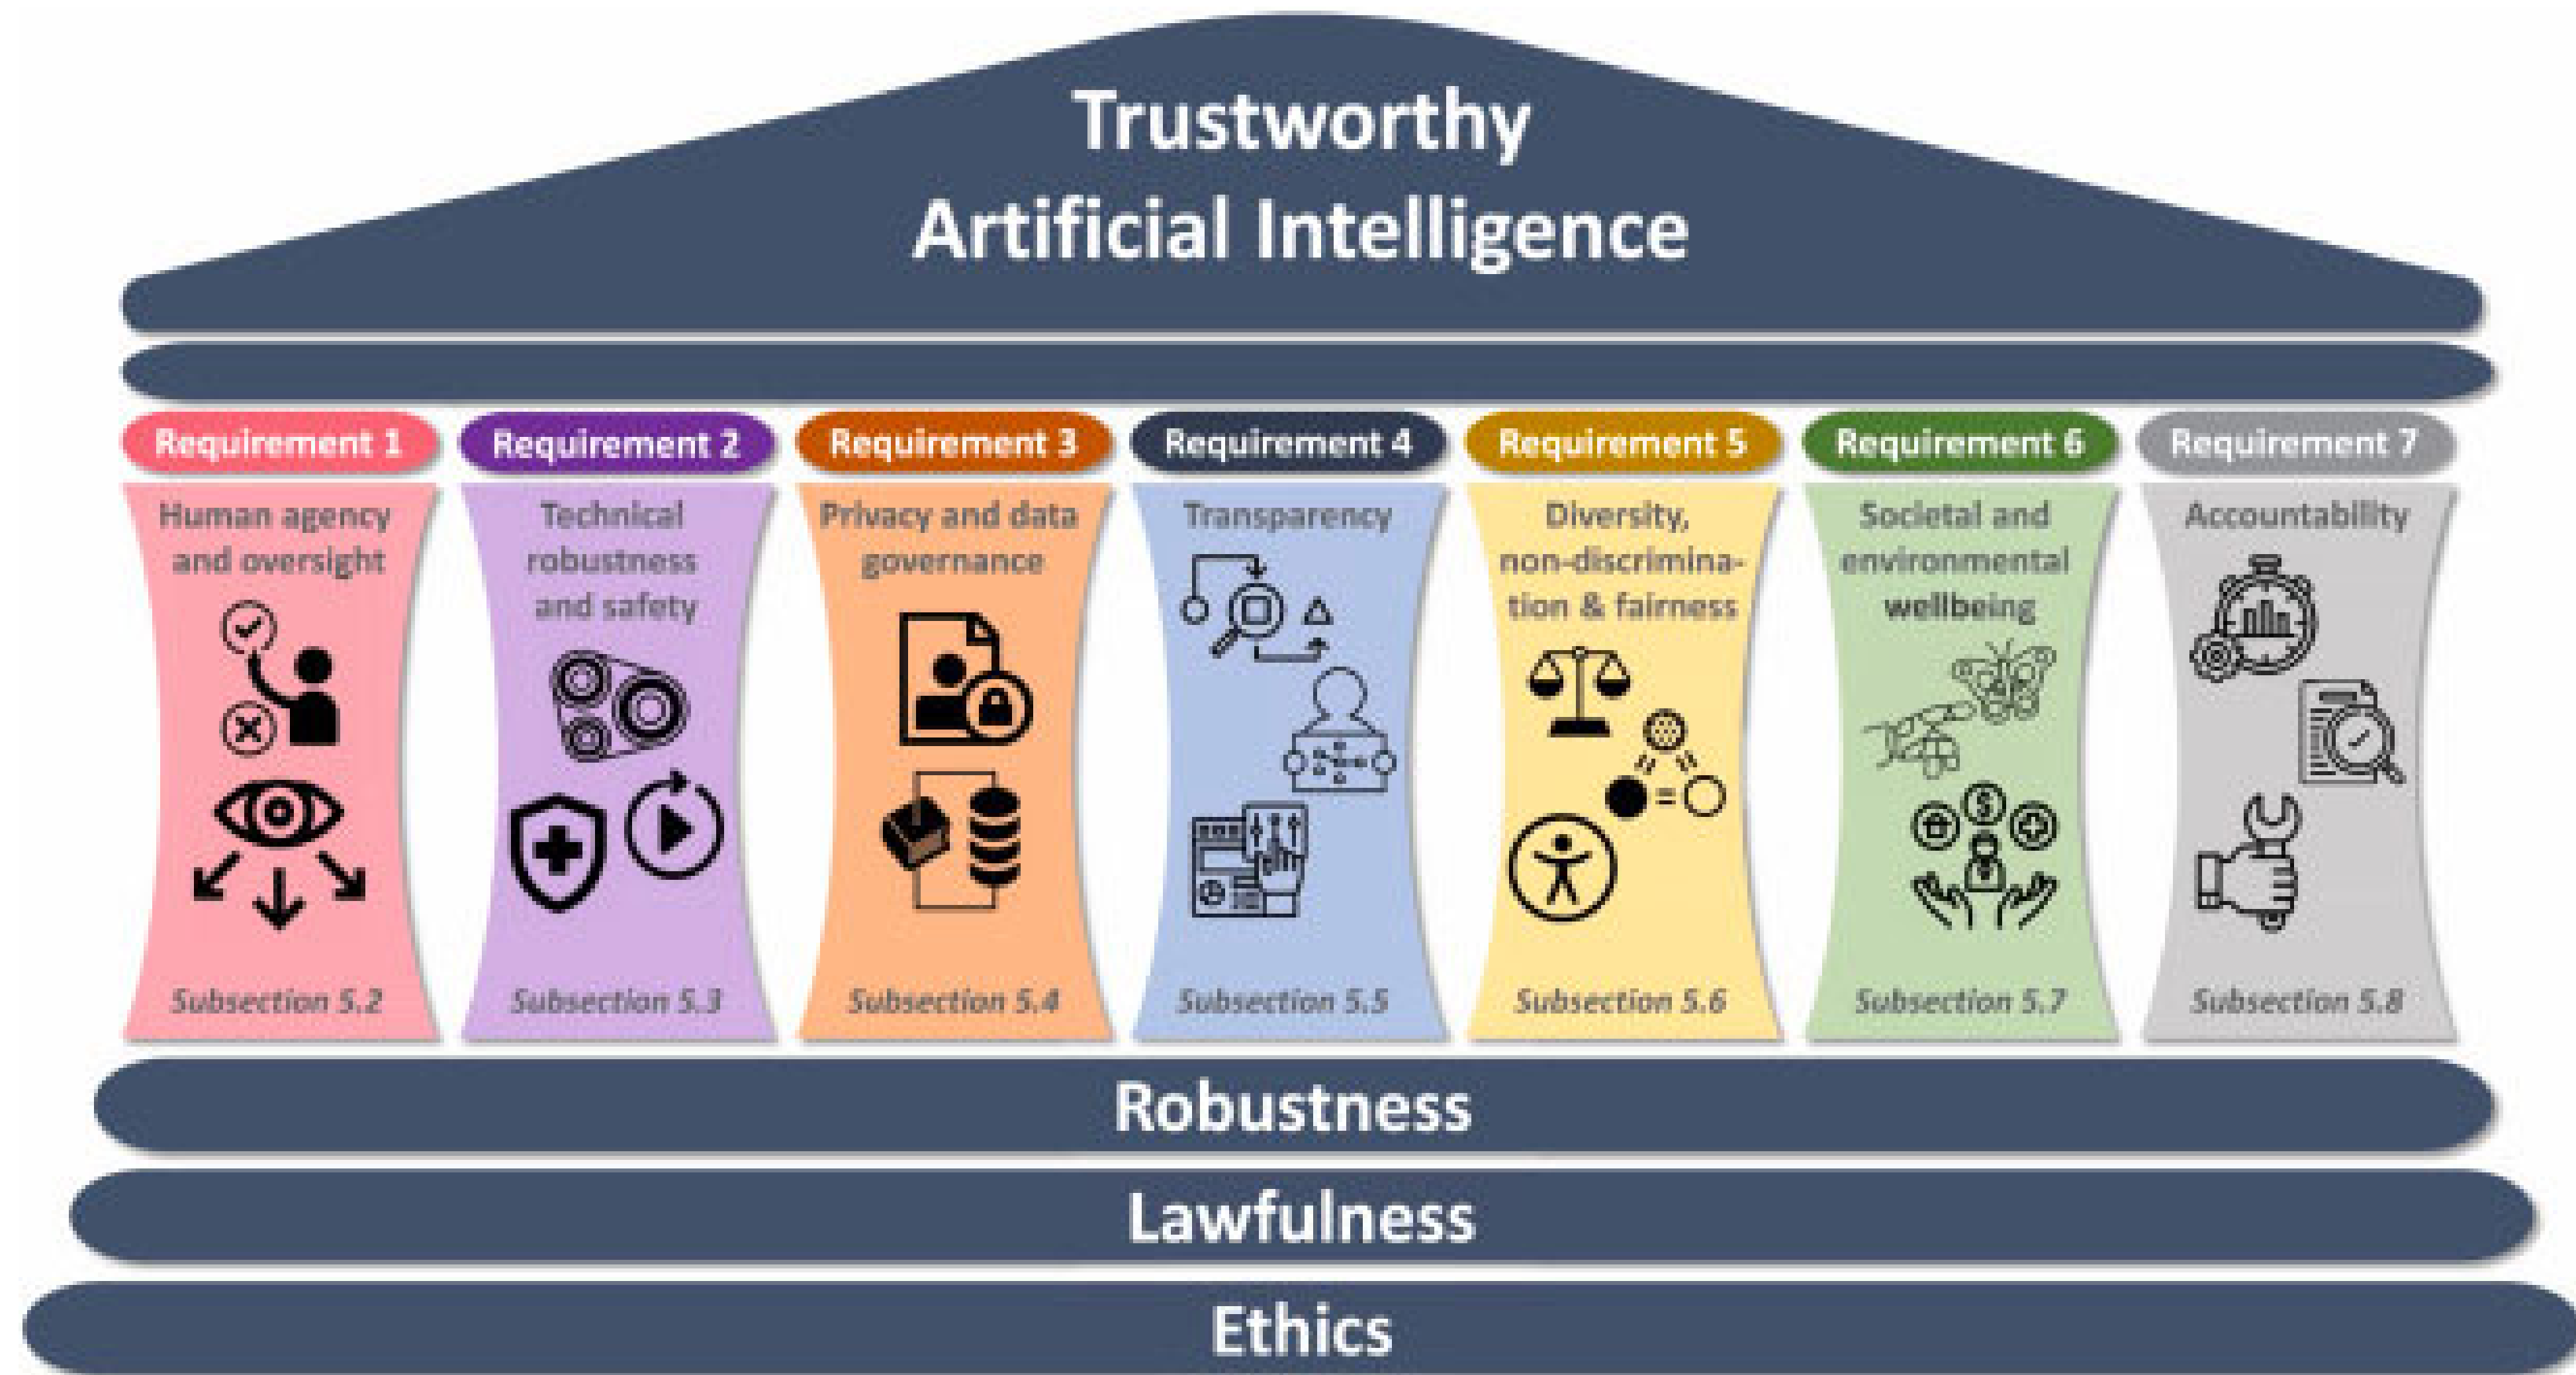 Trustworthy
Artificial Intelligence
Requirement 1
Requirement 2
Requirement 3
Requirement 4
Requirement 5
Requirement 6
Requirement 7
Human agency
and oversight
Subsection 5.2
Technical
robustness
and safety
Subsection 5.3
Privacy and data
governance
Subsection 5.4
Transparency
Subsection 5.5
Diversity,
non-discrimina-
tion & fairness
Subsection 5.6
Societal and
environmental
wellbeing
$
Subsection 5.7
Accountability
Subsection 5.8
Robustness
Lawfulness
Ethics